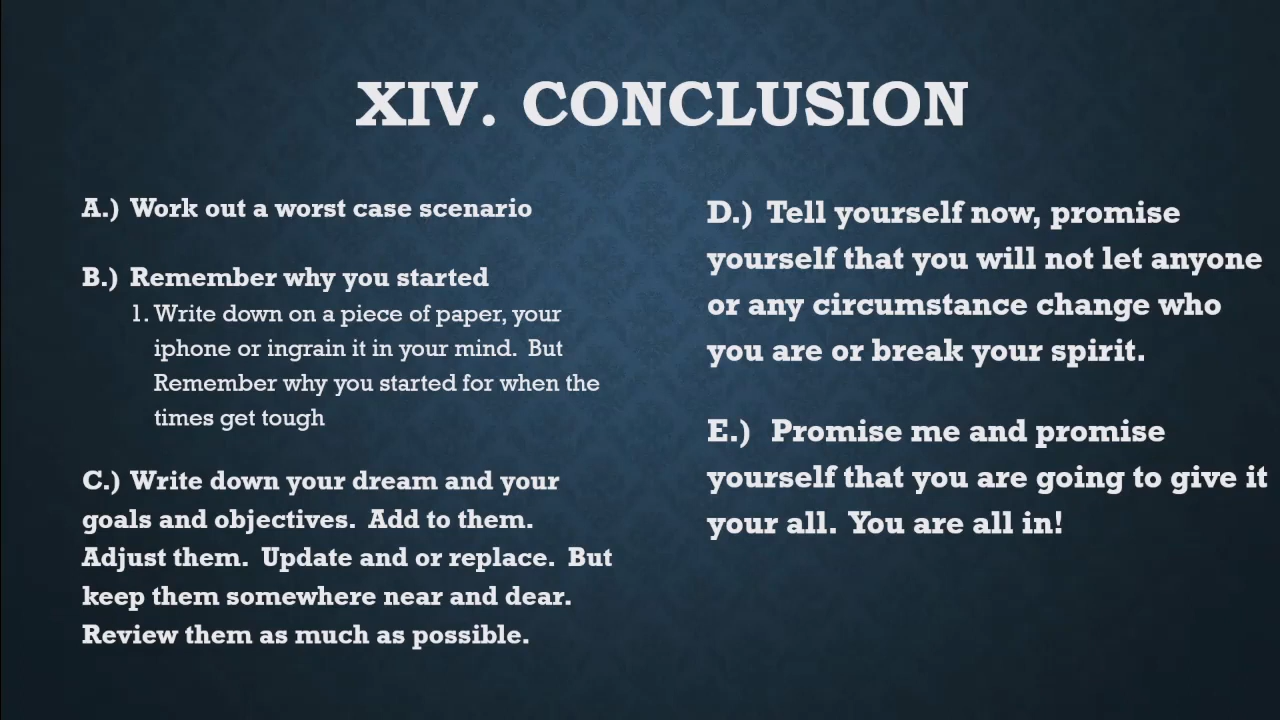 XIV. CONCLUSION
A.) Work out a worst case scenario
B.) Remember why you started
1. Write down on a piece of paper, your
iphone or ingrain it in your mind. But
Remember why you started for when the
times get tough
C.) Write down your dream and your
goals and objectives. Add to them.
Adjust them. Update and or replace. But
keep them somewhere near and dear.
Review them as much as possible.
D.) Tell yourself now, promise
yourself that you will not let anyone
or any circumstance change who
you are or break your spirit.
E.) Promise me and promise
yourself that you are going to give it
your all. You are all in!